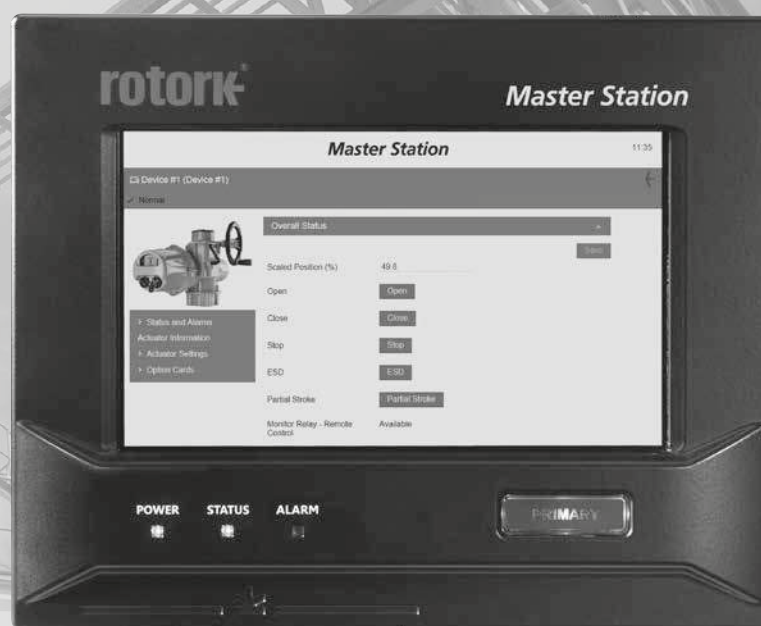 rotork
Master Station
Master Station
11:35
Device #1 (Device #1)
Normal
Overall Status
Save
Scaled Position (%) 49.6
Open Open
Close Close
Stop Stop
ESD ESD
Partial Stroke Partial Stroke
Monitor Relay - Remote Available
Control
Status and Alarms
Actuator Information
Actuator Settings
Option Cards
POWER STATUS ALARM
PRIMARY